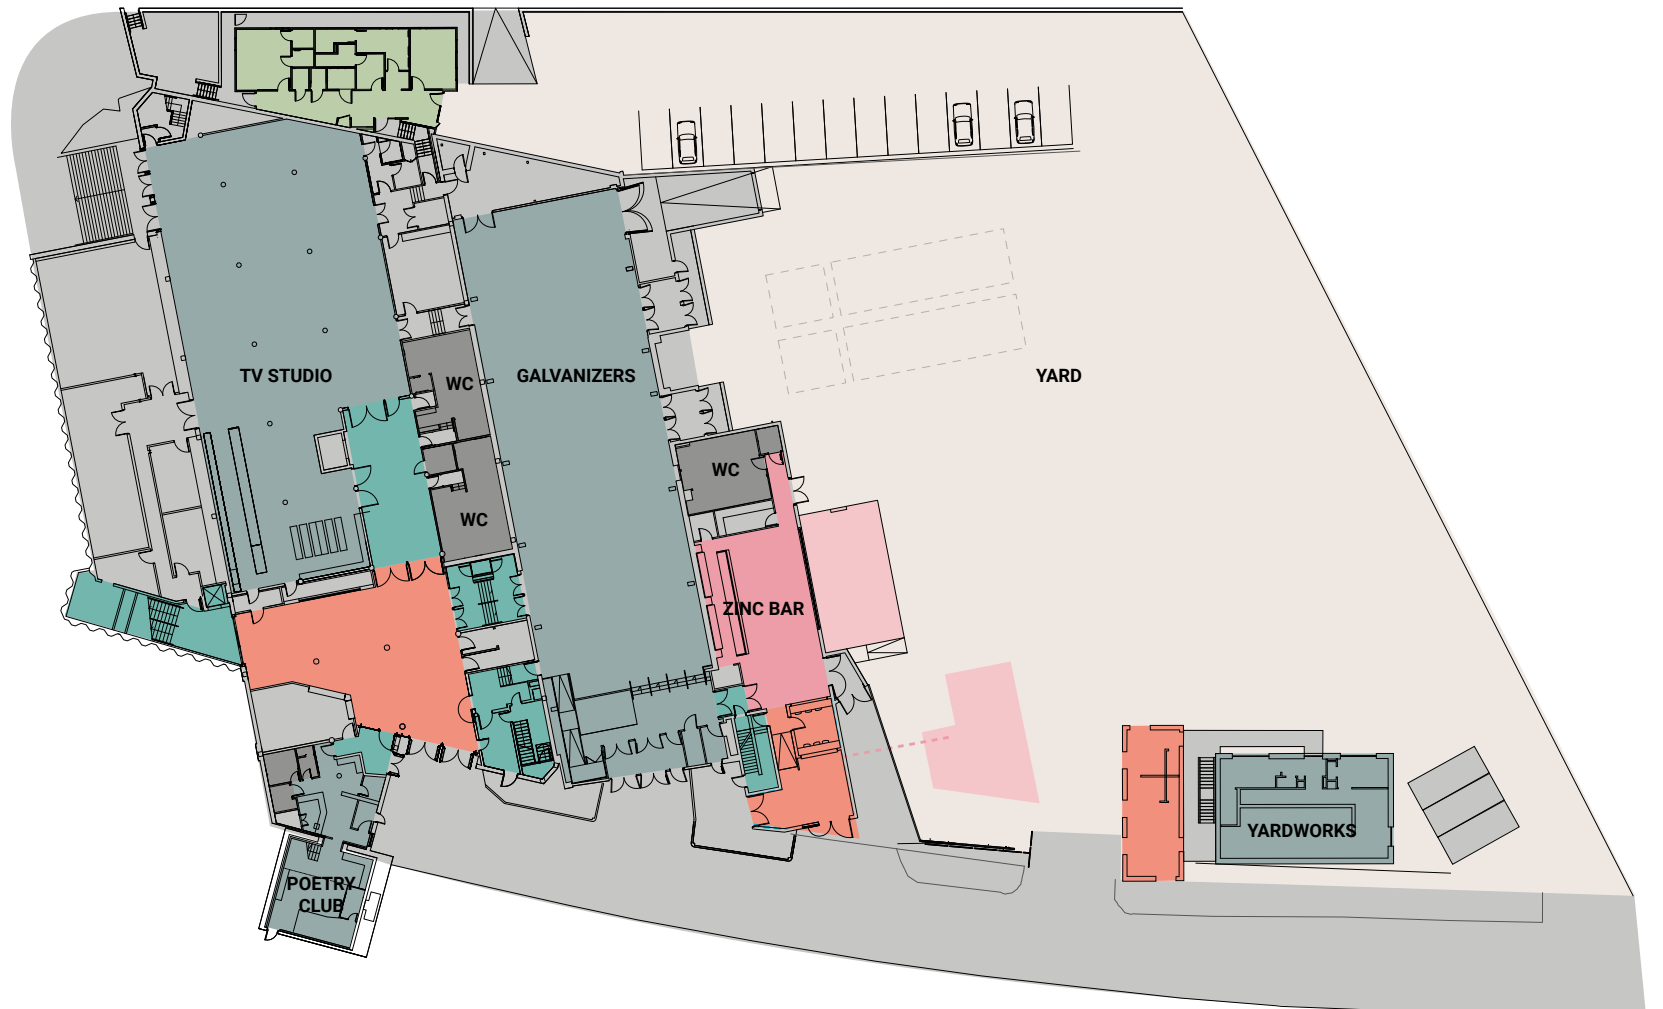 TV STUDIO
WC
GALVANIZERS
YARD
WC
WC
ZINC BAR
YARDWORKS
POETRY
CLUB